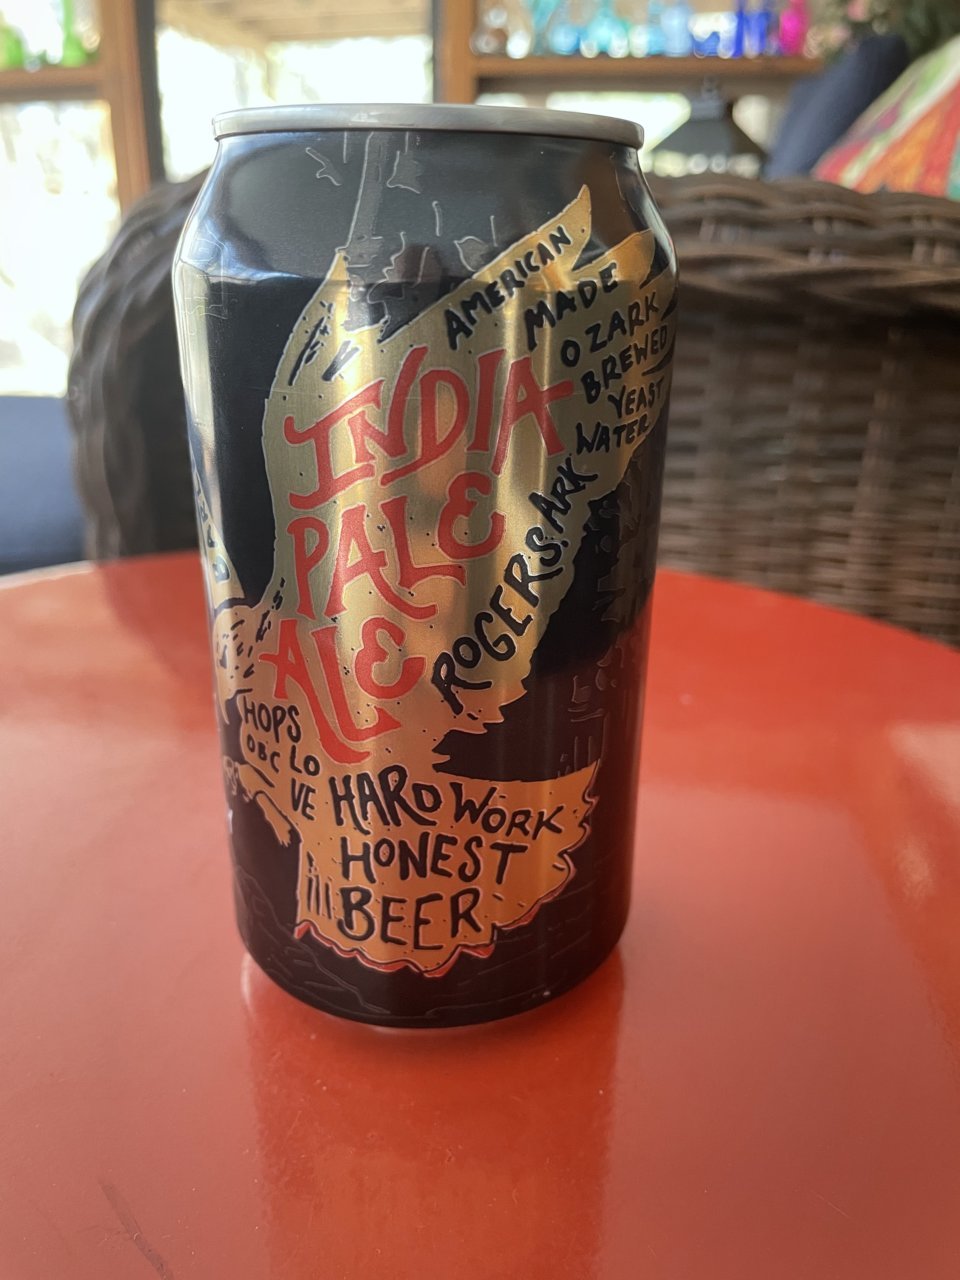 AMERICAN
MADE
OZARK
BREWED
YEAST
WATER
INDIA
PALE
ALE
ROGERS, ARK
HOPS
OBC LO
VE
HARD WORK
HONEST
BEER